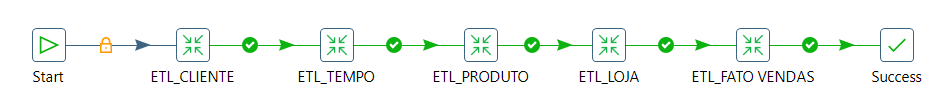 Start
ETL_CLIENTE
ETL_TEMPO
ETL_PRODUTO
ETL_LOJA
ETL_FATO VENDAS
Success